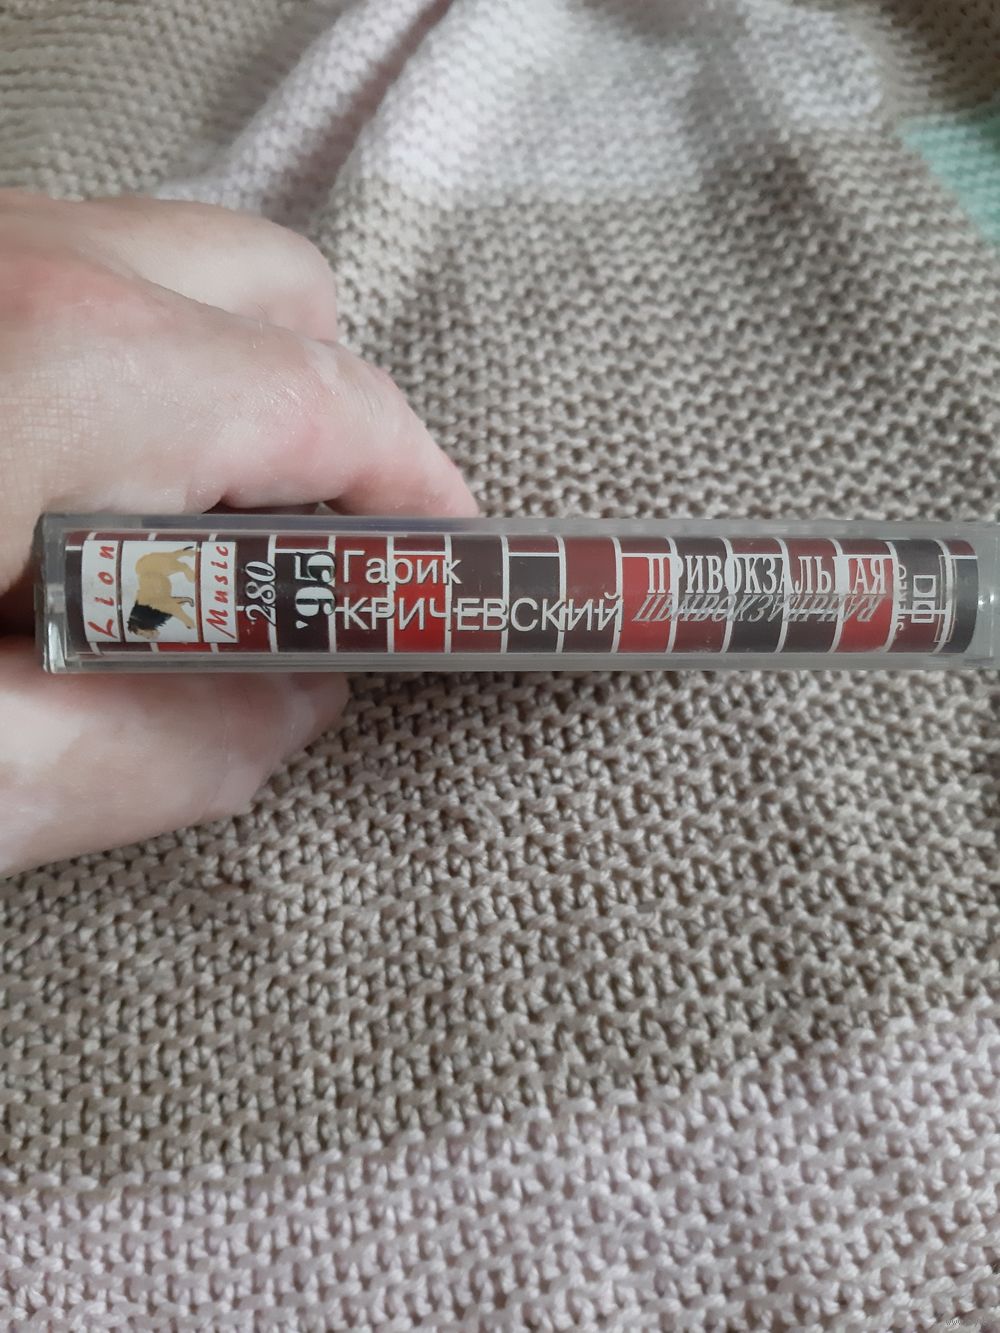 Lion
Music
280
'95
Гарик
КРИЧЕВСКИЙ
ПРИВОКЗАЛЬНАЯ